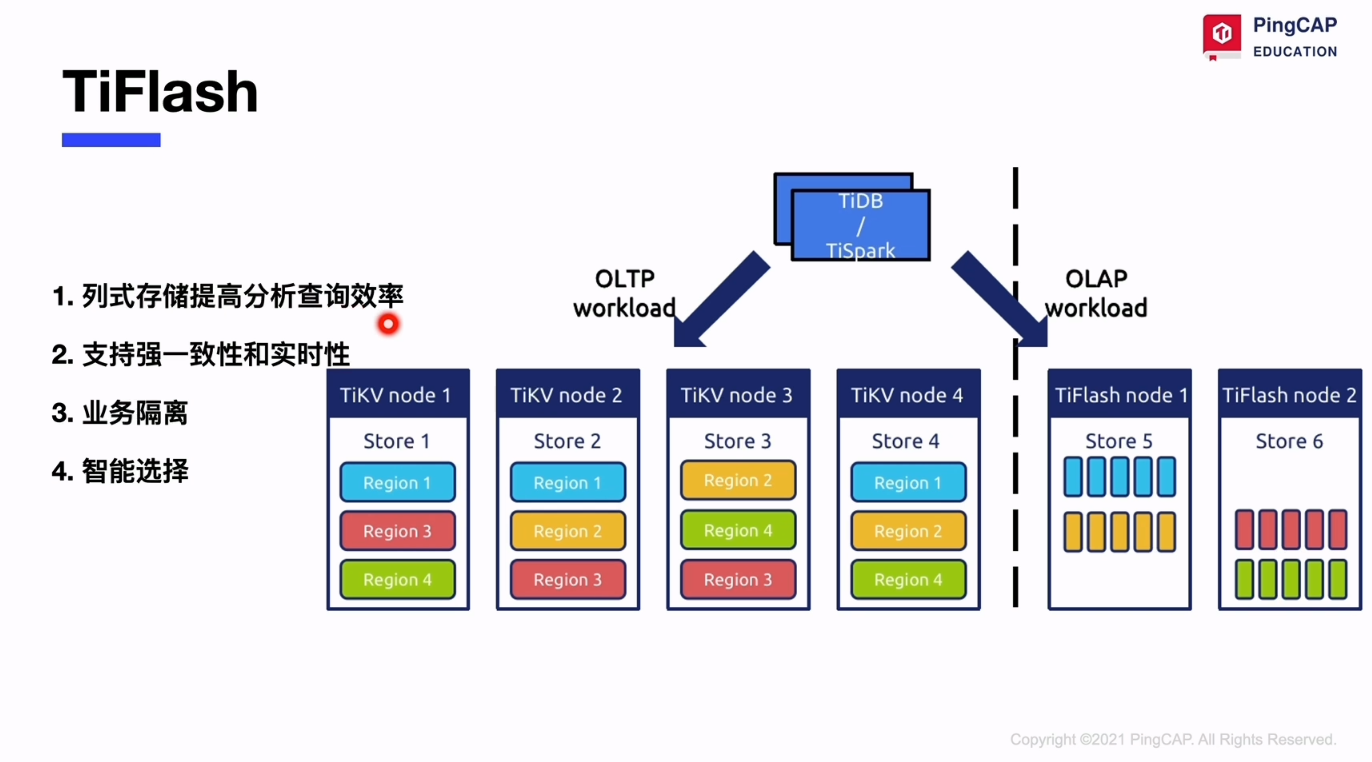 PingCAP
EDUCATION
TiFlash
1. 列式存储提高分析查询效率
2. 支持强一致性和实时性
3. 业务隔离
4. 智能选择
TiDB
/
TiSpark
OLTP
workload
OLAP
workload
TiKV node 1
Store 1
Region 1
Region 3
Region 4
TiKV node 2
Store 2
Region 1
Region 2
Region 3
TiKV node 3
Store 3
Region 2
Region 4
Region 3
TiKV node 4
Store 4
Region 1
Region 2
Region 4
TiFlash node 1
Store 5
TiFlash node 2
Store 6
Copyright ©2021 PingCAP. All Rights Reserved.